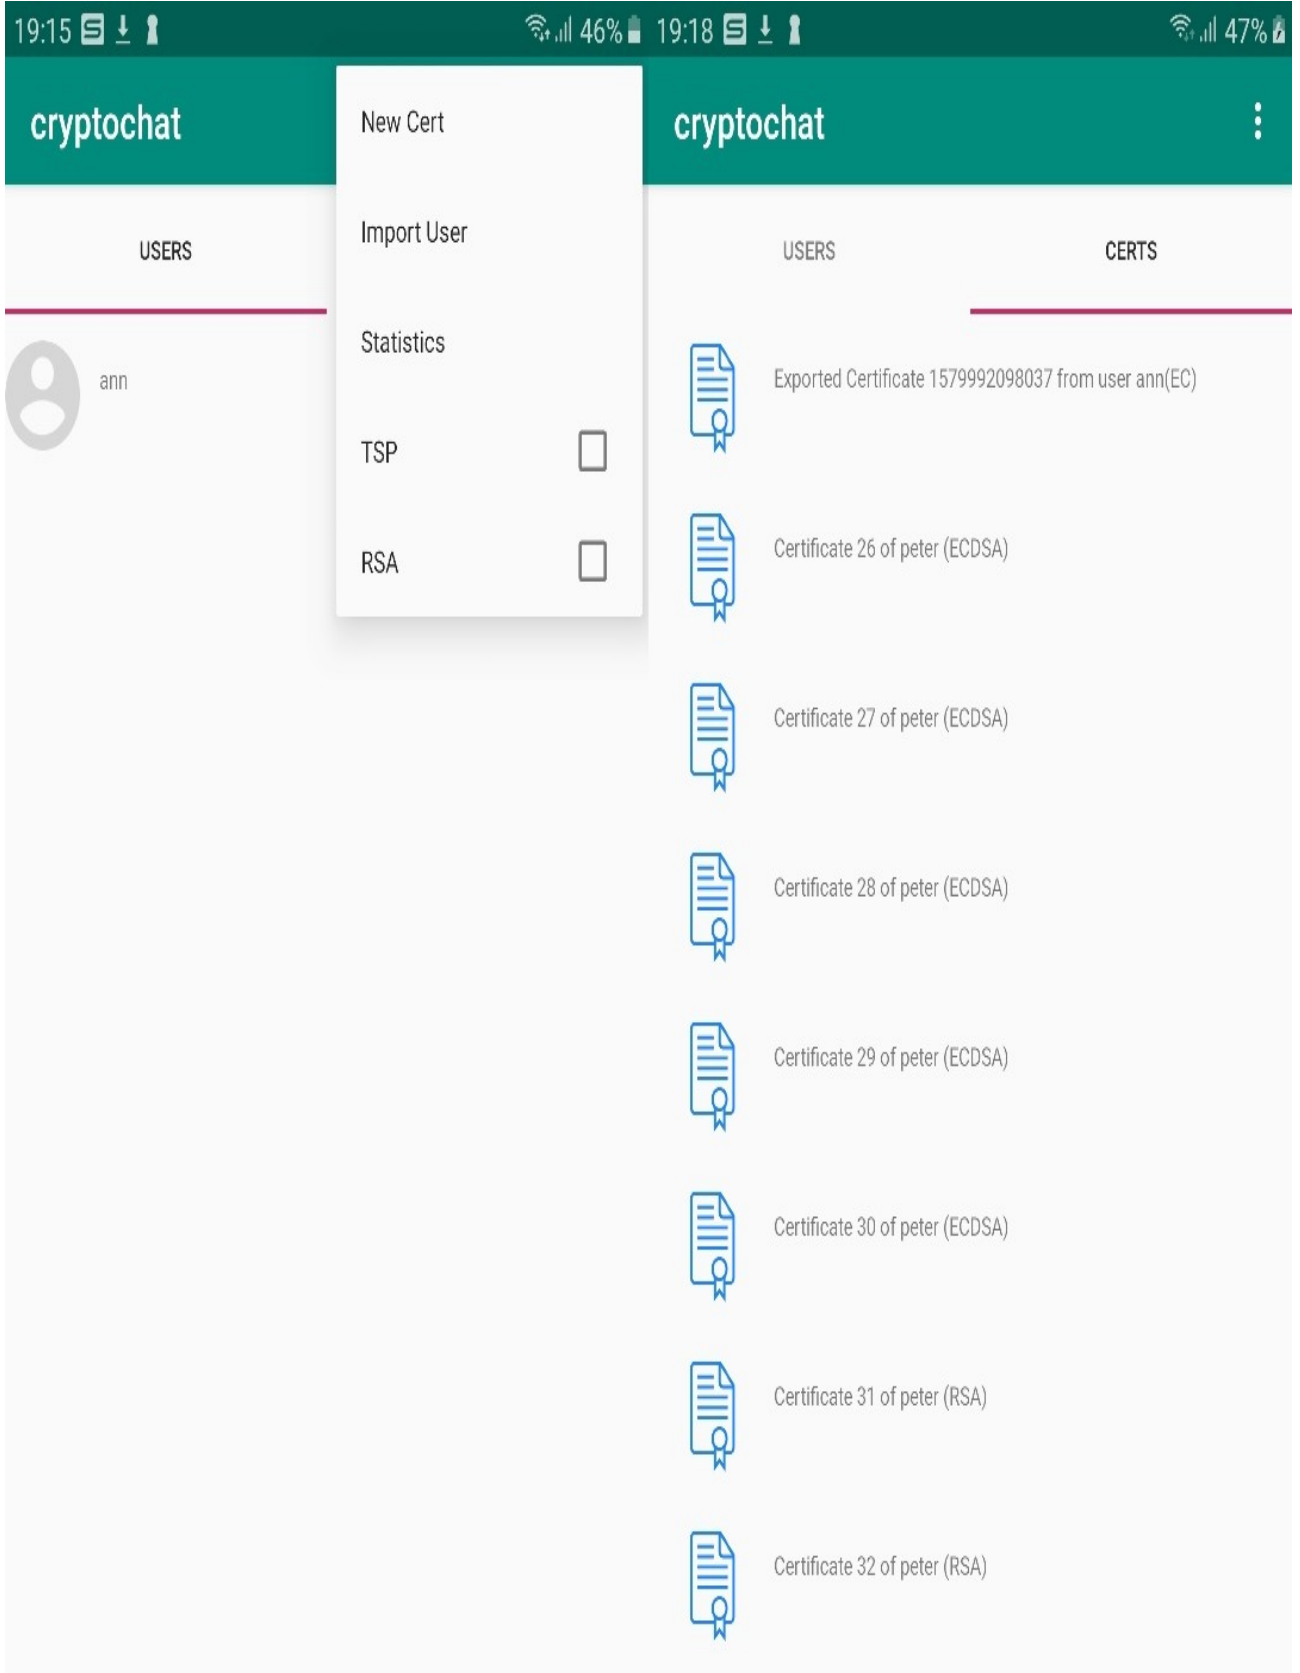 19:15
46%
cryptochat
New Cert
Import User
Statistics
TSP
RSA
USERS
ann
19:18
47%
cryptochat
USERS
CERTS
Exported Certificate 1579992098037 from user ann(EC)
Certificate 26 of peter (ECDSA)
Certificate 27 of peter (ECDSA)
Certificate 28 of peter (ECDSA)
Certificate 29 of peter (ECDSA)
Certificate 30 of peter (ECDSA)
Certificate 31 of peter (RSA)
Certificate 32 of peter (RSA)